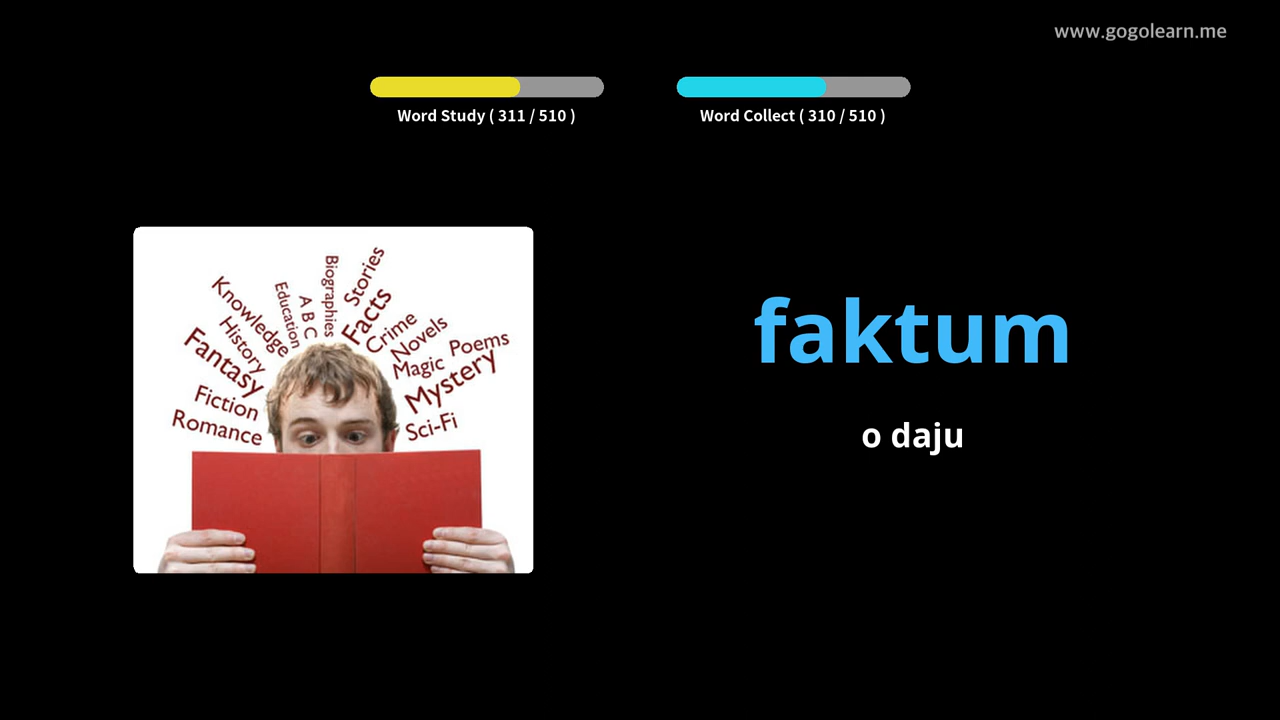 www.gogolearn.me
Word Study ( 311 / 510 )
Word Collect ( 310 / 510 )
Knowledge
Education
A B C
Biographies
Stories
Facts
Crime
Novels
Poems
Magic
Mystery
Sci-Fi
History
Fantasy
Fiction
Romance
faktum
o daju